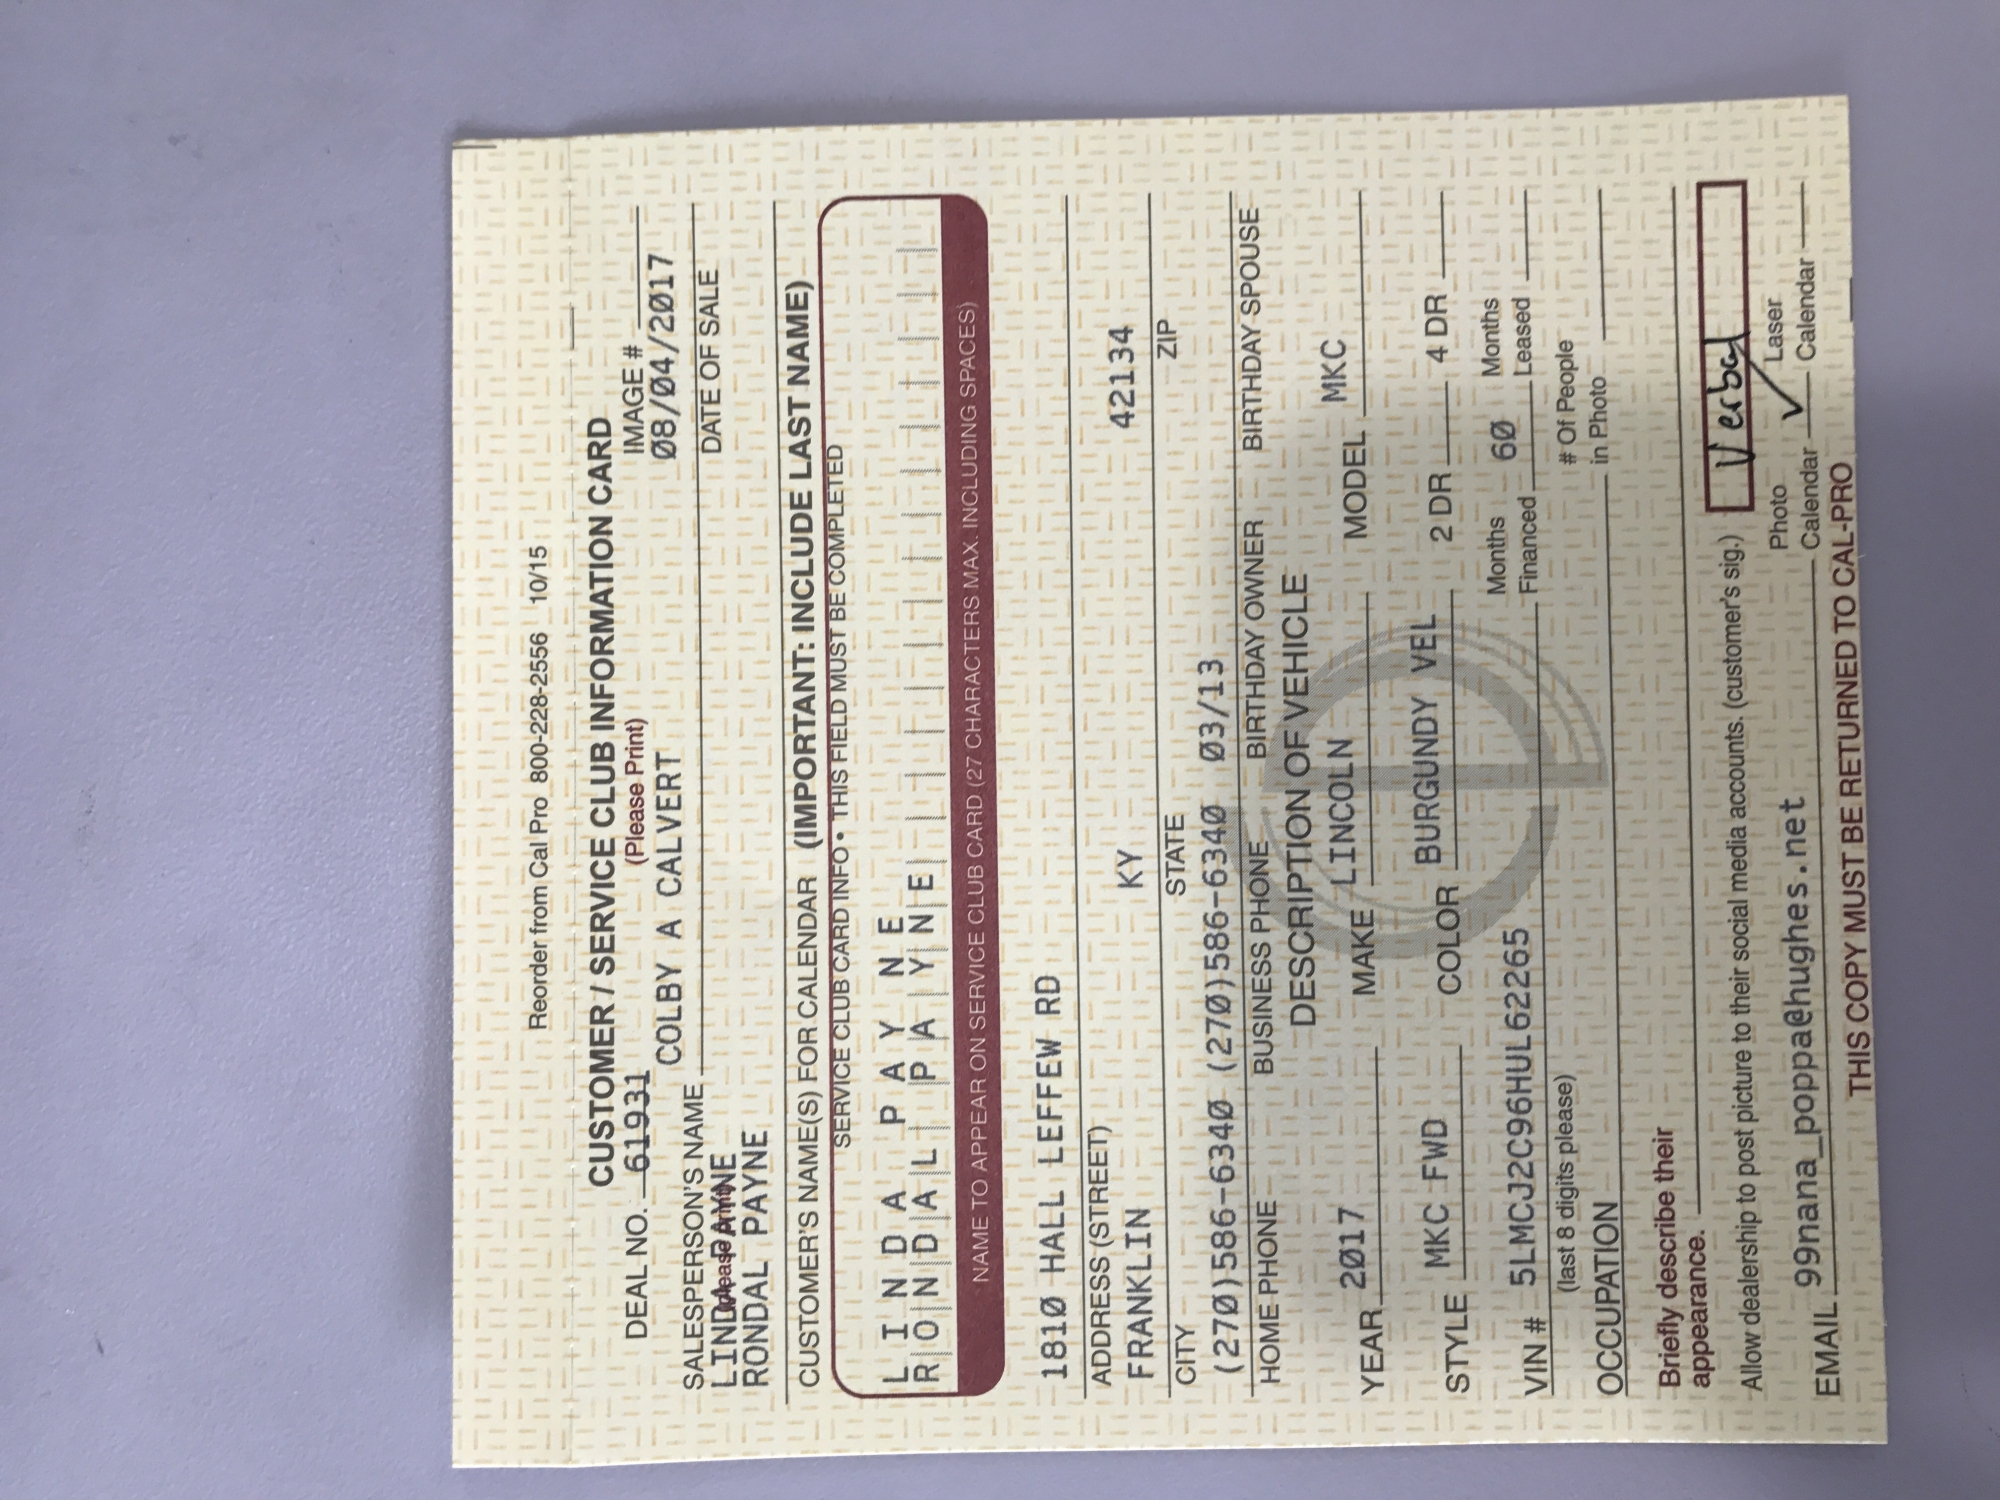 Reorder from Cal Pro 800-228-2556 10/15
CUSTOMER / SERVICE CLUB INFORMATION CARD
DEAL NO. 61931 (Please Print) IMAGE #
COLBY A CALVERT 08/04/2017
SALESPERSON'S NAME DATE OF SALE
LINDA PAYNE
RONDAL PAYNE
CUSTOMER'S NAME(S) FOR CALENDAR (IMPORTANT: INCLUDE LAST NAME)
SERVICE CLUB CARD INFO • THIS FIELD MUST BE COMPLETED
LINDA PAYNE
RONDAL PAYNE
NAME TO APPEAR ON SERVICE CLUB CARD (27 CHARACTERS MAX. INCLUDING SPACES)
1810 HALL LEFFEW RD
ADDRESS (STREET)
FRANKLIN KY 42134
CITY STATE ZIP
(270)586-6340 (270)586-6340 03/13
HOME PHONE BUSINESS PHONE BIRTHDAY OWNER BIRTHDAY SPOUSE
DESCRIPTION OF VEHICLE
YEAR 2017 MAKE LINCOLN MODEL MKC
STYLE MKC FWD COLOR BURGUNDY VEL 2 DR 4 DR
VIN # 5LMCJ2C96HUL62265 Months Financed 60 Months Leased
(last 8 digits please)
OCCUPATION # Of People in Photo
Briefly describe their
appearance.
Allow dealership to post picture to their social media accounts. (customer's sig.) Verbal
EMAIL 99nana_poppa@hughes.net Photo Calendar ✓ Laser Calendar
THIS COPY MUST BE RETURNED TO CAL-PRO